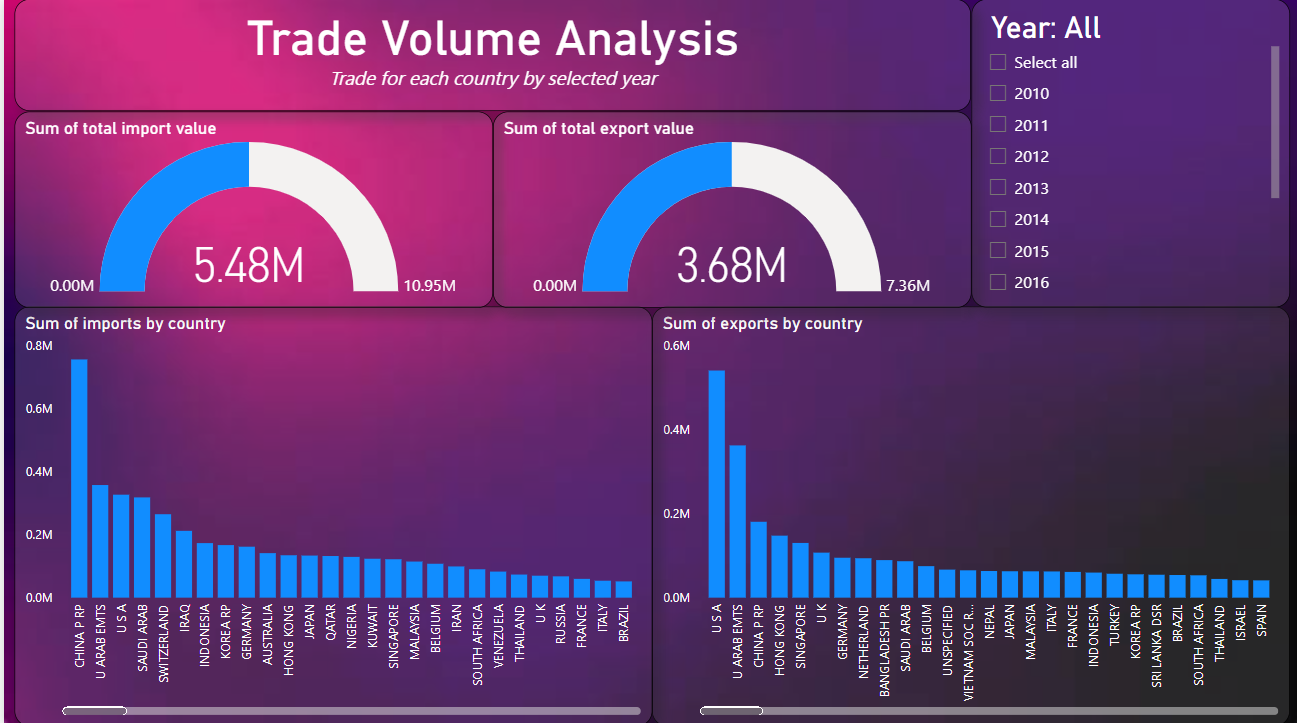 Trade Volume Analysis
Trade for each country by selected year
Year: All
Select all
2010
2011
2012
2013
2014
2015
2016
Sum of total import value
5.48M
0.00M
10.95M
Sum of total export value
3.68M
0.00M
7.36M
Sum of imports by country
0.8M
0.6M
0.4M
0.2M
0.0M
CHINA P RP
U ARAB EMTS
U S A
SAUDI ARAB
SWITZERLAND
IRAQ
INDONESIA
KOREA RP
GERMANY
AUSTRALIA
HONG KONG
JAPAN
QATAR
NIGERIA
KUWAIT
SINGAPORE
MALAYSIA
BELGIUM
IRAN
SOUTH AFRICA
VENEZUELA
THAILAND
U K
RUSSIA
FRANCE
ITALY
BRAZIL
Sum of exports by country
0.6M
0.4M
0.2M
0.0M
U S A
U ARAB EMTS
CHINA P RP
HONG KONG
SINGAPORE
U K
GERMANY
NETHERLAND
BANGLADESH PR
SAUDI ARAB
BELGIUM
UNSPECIFIED
VIETNAM SOC R...
NEPAL
JAPAN
MALAYSIA
ITALY
FRANCE
INDONESIA
TURKEY
KOREA RP
SRI LANKA DSR
BRAZIL
SOUTH AFRICA
THAILAND
ISRAEL
SPAIN